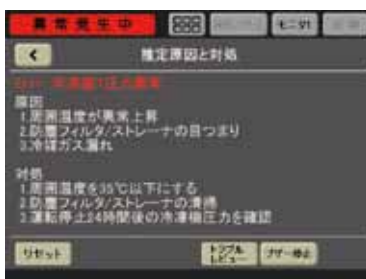 異常発生中
モニタ1
<
推定原因と対処
原因
1.周囲温度が異常上昇
2.防塵フィルタ/ストレーナの目つまり
3.冷媒ガス漏れ
対処
1.周囲温度を35℃以下にする
2.防塵フィルタ/ストレーナの清掃
3.運転停止24時間後の冷凍機圧力を確認
リセット
トラブル
レビュー
ブザー停止